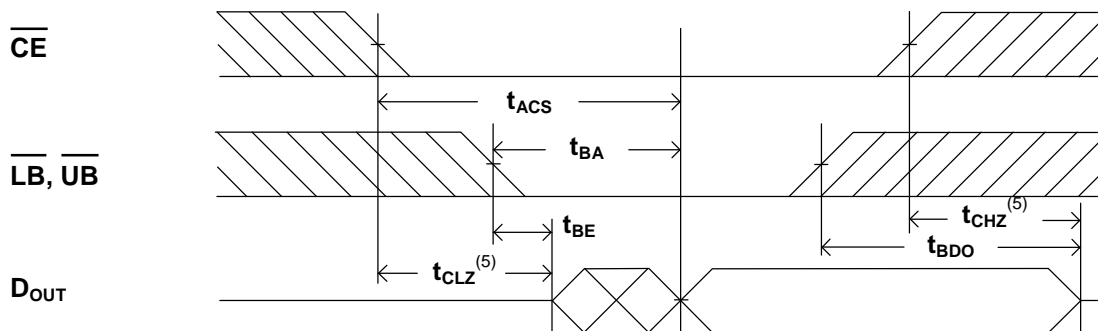 CE
tACS
tBA
LB, UB
tCHZ(5)
tBE
tBDO
tCLZ(5)
DOUT